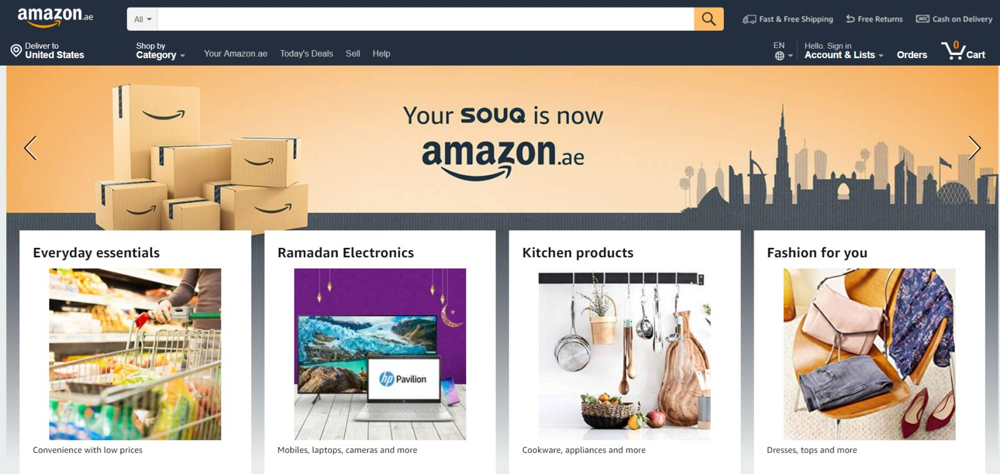 amazon.ae
All
Fast & Free Shipping
Free Returns
AED
Cash on Delivery
Deliver to
United States
Shop by
Category
Your Amazon.ae
Today's Deals
Sell
Help
EN
Hello. Sign in
Account & Lists
Orders
0
Cart
Your SOUQ is now
amazon.ae
Everyday essentials
Convenience with low prices
Ramadan Electronics
hp Pavilion
Mobiles, laptops, cameras and more
Kitchen products
Cookware, appliances and more
Fashion for you
Dresses, tops and more